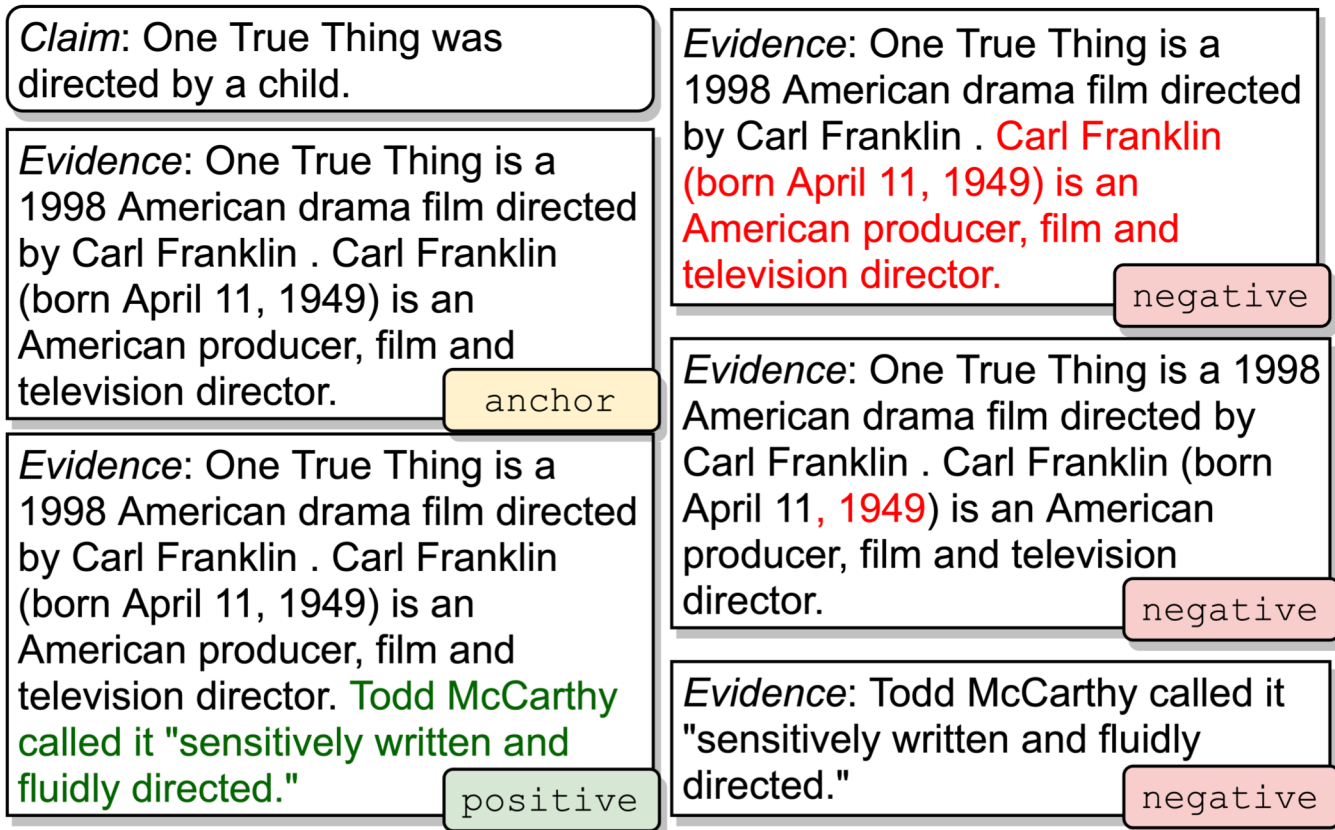 Claim: One True Thing was
directed by a child.
Evidence: One True Thing is a
1998 American drama film directed
by Carl Franklin . Carl Franklin
(born April 11, 1949) is an
American producer, film and
television director.
anchor
Evidence: One True Thing is a
1998 American drama film directed
by Carl Franklin . Carl Franklin
(born April 11, 1949) is an
American producer, film and
television director. Todd McCarthy
called it "sensitively written and
fluidly directed."
positive
Evidence: One True Thing is a
1998 American drama film directed
by Carl Franklin . Carl Franklin
(born April 11, 1949) is an
American producer, film and
television director.
negative
Evidence: One True Thing is a 1998
American drama film directed by
Carl Franklin . Carl Franklin (born
April 11, 1949) is an American
producer, film and television
director.
negative
Evidence: Todd McCarthy called it
"sensitively written and fluidly
directed."
negative